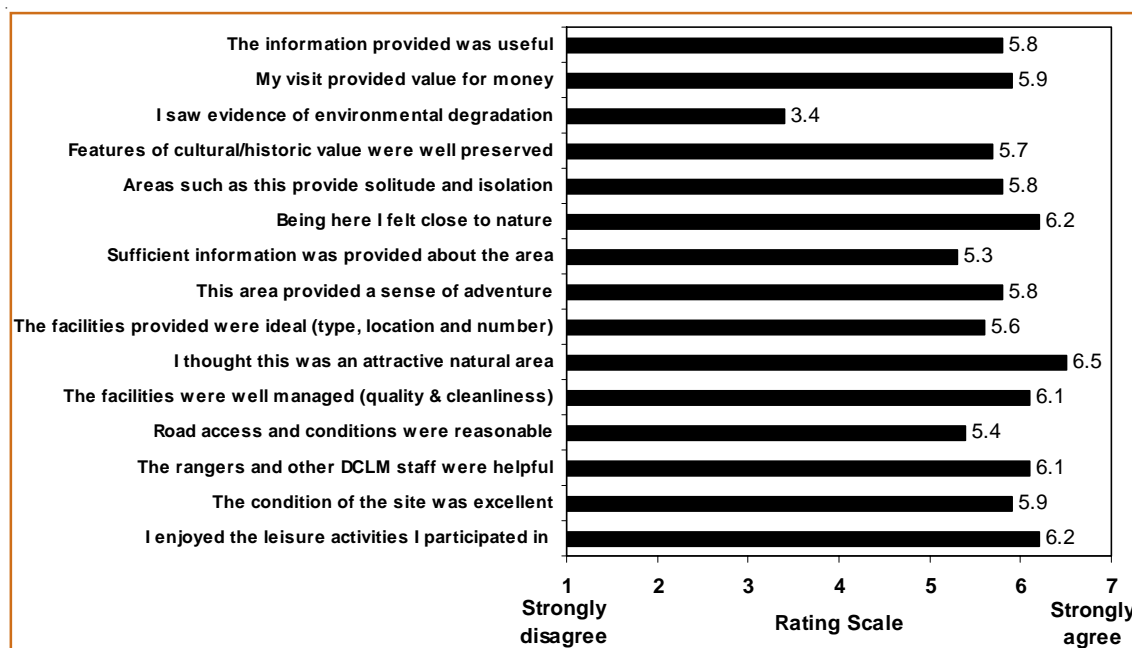 The information provided was useful 5.8
My visit provided value for money 5.9
I saw evidence of environmental degradation 3.4
Features of cultural/historic value were well preserved 5.7
Areas such as this provide solitude and isolation 5.8
Being here I felt close to nature 6.2
Sufficient information was provided about the area 5.3
This area provided a sense of adventure 5.8
The facilities provided were ideal (type, location and number) 5.6
I thought this was an attractive natural area 6.5
The facilities were well managed (quality & cleanliness) 6.1
Road access and conditions were reasonable 5.4
The rangers and other DCLM staff were helpful 6.1
The condition of the site was excellent 5.9
I enjoyed the leisure activities I participated in 6.2
1 2 3 4 5 6 7
Strongly disagree
Rating Scale
Strongly agree